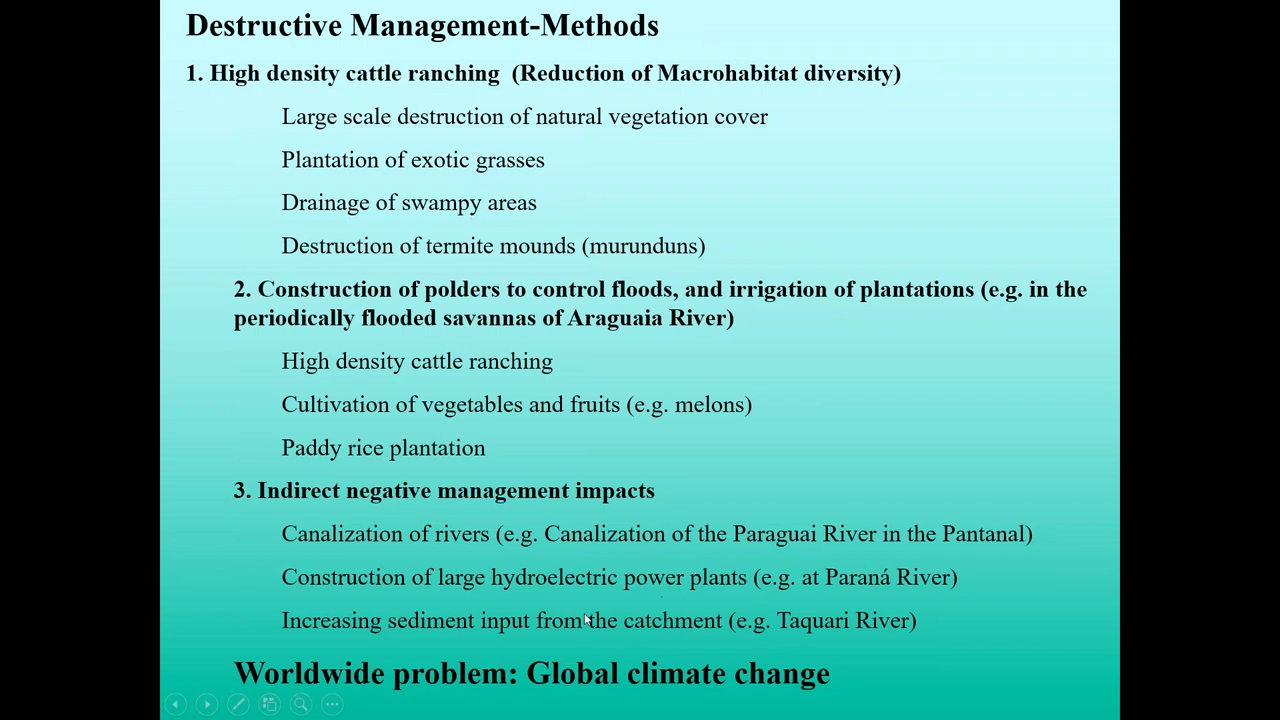 Destructive Management-Methods
1. High density cattle ranching (Reduction of Macrohabitat diversity)
Large scale destruction of natural vegetation cover
Plantation of exotic grasses
Drainage of swampy areas
Destruction of termite mounds (murunduns)
2. Construction of polders to control floods, and irrigation of plantations (e.g. in the
periodically flooded savannas of Araguaia River)
High density cattle ranching
Cultivation of vegetables and fruits (e.g. melons)
Paddy rice plantation
3. Indirect negative management impacts
Canalization of rivers (e.g. Canalization of the Paraguai River in the Pantanal)
Construction of large hydroelectric power plants (e.g. at Paraná River)
Increasing sediment input from the catchment (e.g. Taquari River)
Worldwide problem: Global climate change